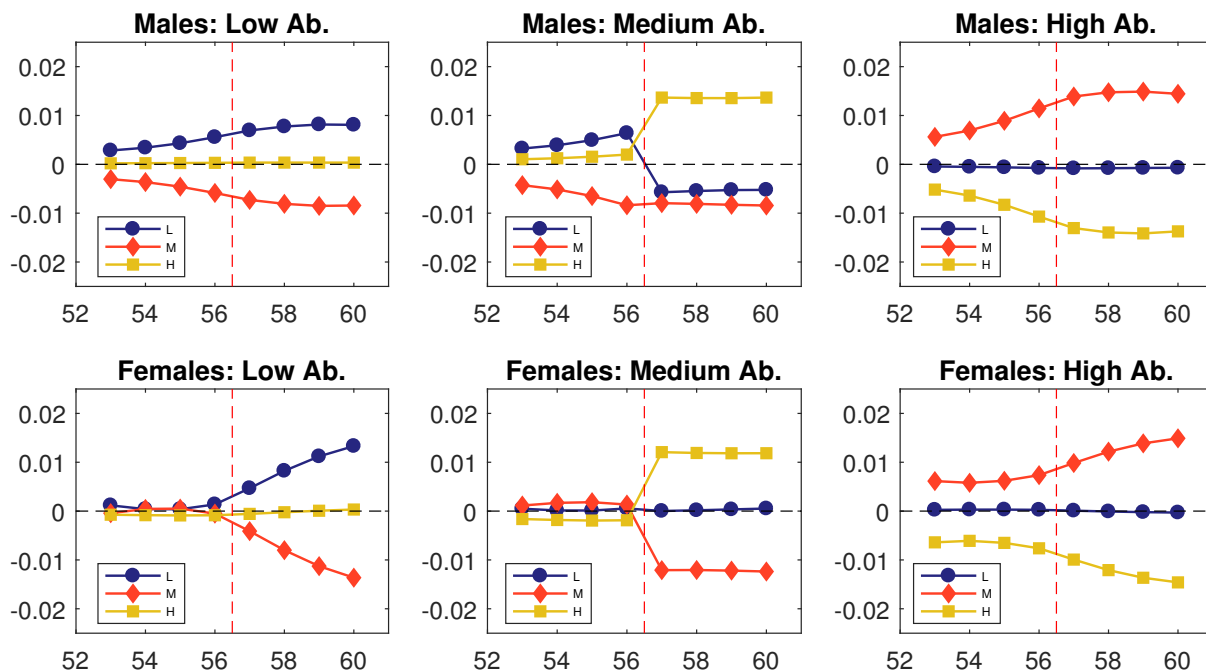 Males: Low Ab.
0.02
0.01
0
-0.01
-0.02
L
M
H
52 54 56 58 60
Males: Medium Ab.
0.02
0.01
0
-0.01
-0.02
L
M
H
52 54 56 58 60
Males: High Ab.
0.02
0.01
0
-0.01
-0.02
L
M
H
52 54 56 58 60
Females: Low Ab.
0.02
0.01
0
-0.01
-0.02
L
M
H
52 54 56 58 60
Females: Medium Ab.
0.02
0.01
0
-0.01
-0.02
L
M
H
52 54 56 58 60
Females: High Ab.
0.02
0.01
0
-0.01
-0.02
L
M
H
52 54 56 58 60